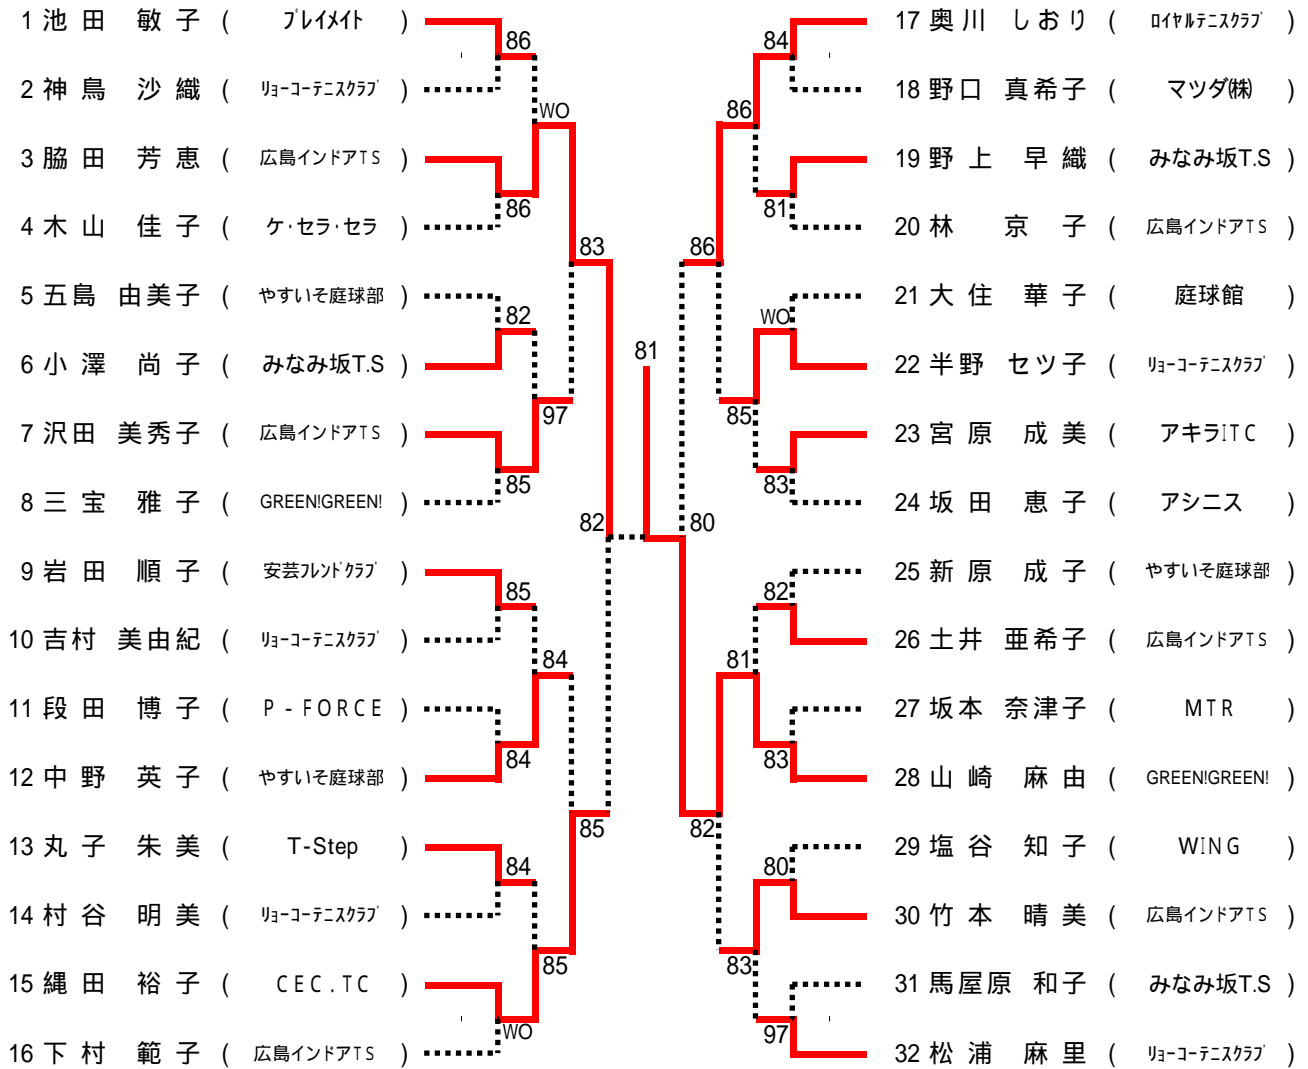 1 池田 敏子 ( プレイメイト )
86
2 神鳥 沙織 ( リョーコーテニスクラブ )
WO
3 脇田 芳恵 ( 広島インドアTS )
86
4 木山 佳子 ( ケ・セラ・セラ )
83
5 五島 由美子 ( やすいそ庭球部 )
82
6 小澤 尚子 ( みなみ坂T.S )
97
7 沢田 美秀子 ( 広島インドアTS )
85
8 三宝 雅子 ( GREEN!GREEN! )
82
9 岩田 順子 ( 安芸フレンドクラブ )
85
10 吉村 美由紀 ( リョーコーテニスクラブ )
84
11 段田 博子 ( P-FORCE )
84
12 中野 英子 ( やすいそ庭球部 )
85
13 丸子 朱美 ( T-Step )
84
14 村谷 明美 ( リョーコーテニスクラブ )
85
15 縄田 裕子 ( CEC.TC )
WO
16 下村 範子 ( 広島インドアTS )
81
17 奥川 しおり ( ロイヤルテニスクラブ )
84
18 野口 真希子 ( マツダ㈱ )
86
19 野上 早織 ( みなみ坂T.S )
81
20 林 京子 ( 広島インドアTS )
86
21 大住 華子 ( 庭球館 )
WO
22 半野 セツ子 ( リョーコーテニスクラブ )
85
23 宮原 成美 ( アキラITC )
83
24 坂田 恵子 ( アシニス )
80
25 新原 成子 ( やすいそ庭球部 )
82
26 土井 亜希子 ( 広島インドアTS )
81
27 坂本 奈津子 ( MTR )
83
28 山崎 麻由 ( GREEN!GREEN! )
82
29 塩谷 知子 ( WING )
80
30 竹本 晴美 ( 広島インドアTS )
83
31 馬屋原 和子 ( みなみ坂T.S )
97
32 松浦 麻里 ( リョーコーテニスクラブ )